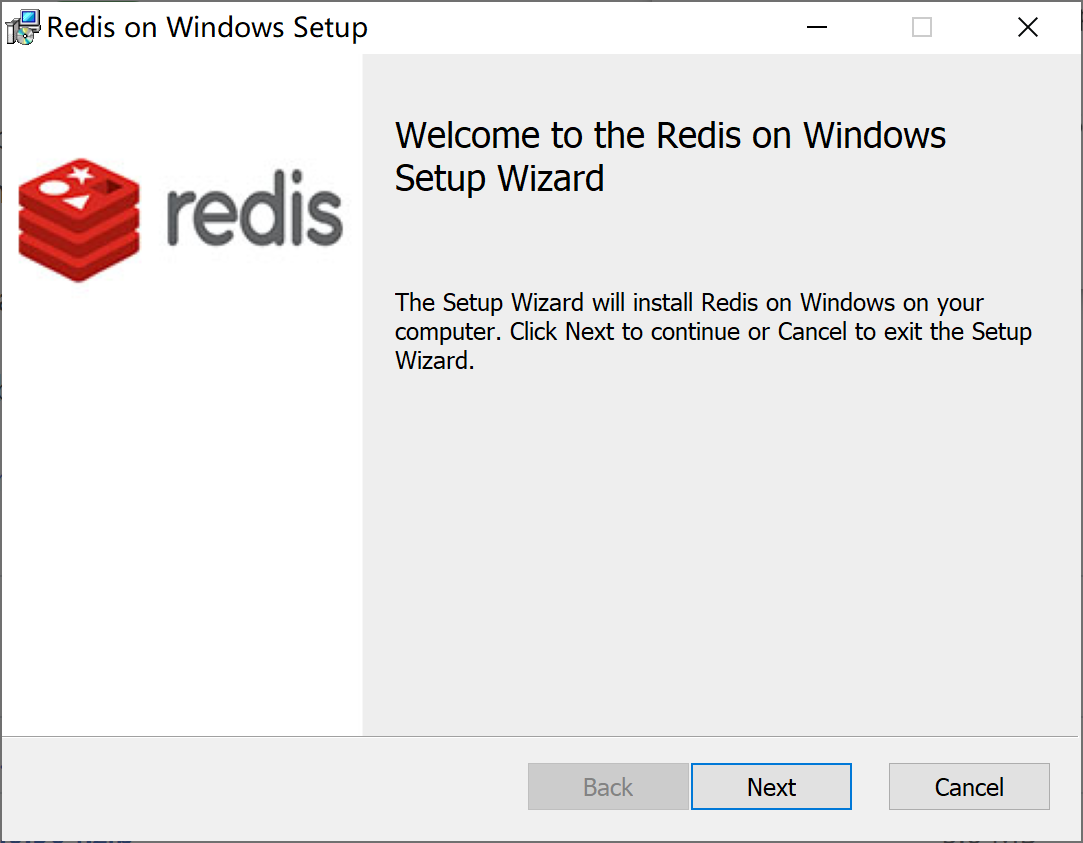 Redis on Windows Setup
redis
Welcome to the Redis on Windows
Setup Wizard
The Setup Wizard will install Redis on Windows on your
computer. Click Next to continue or Cancel to exit the Setup
Wizard.
Back
Next
Cancel